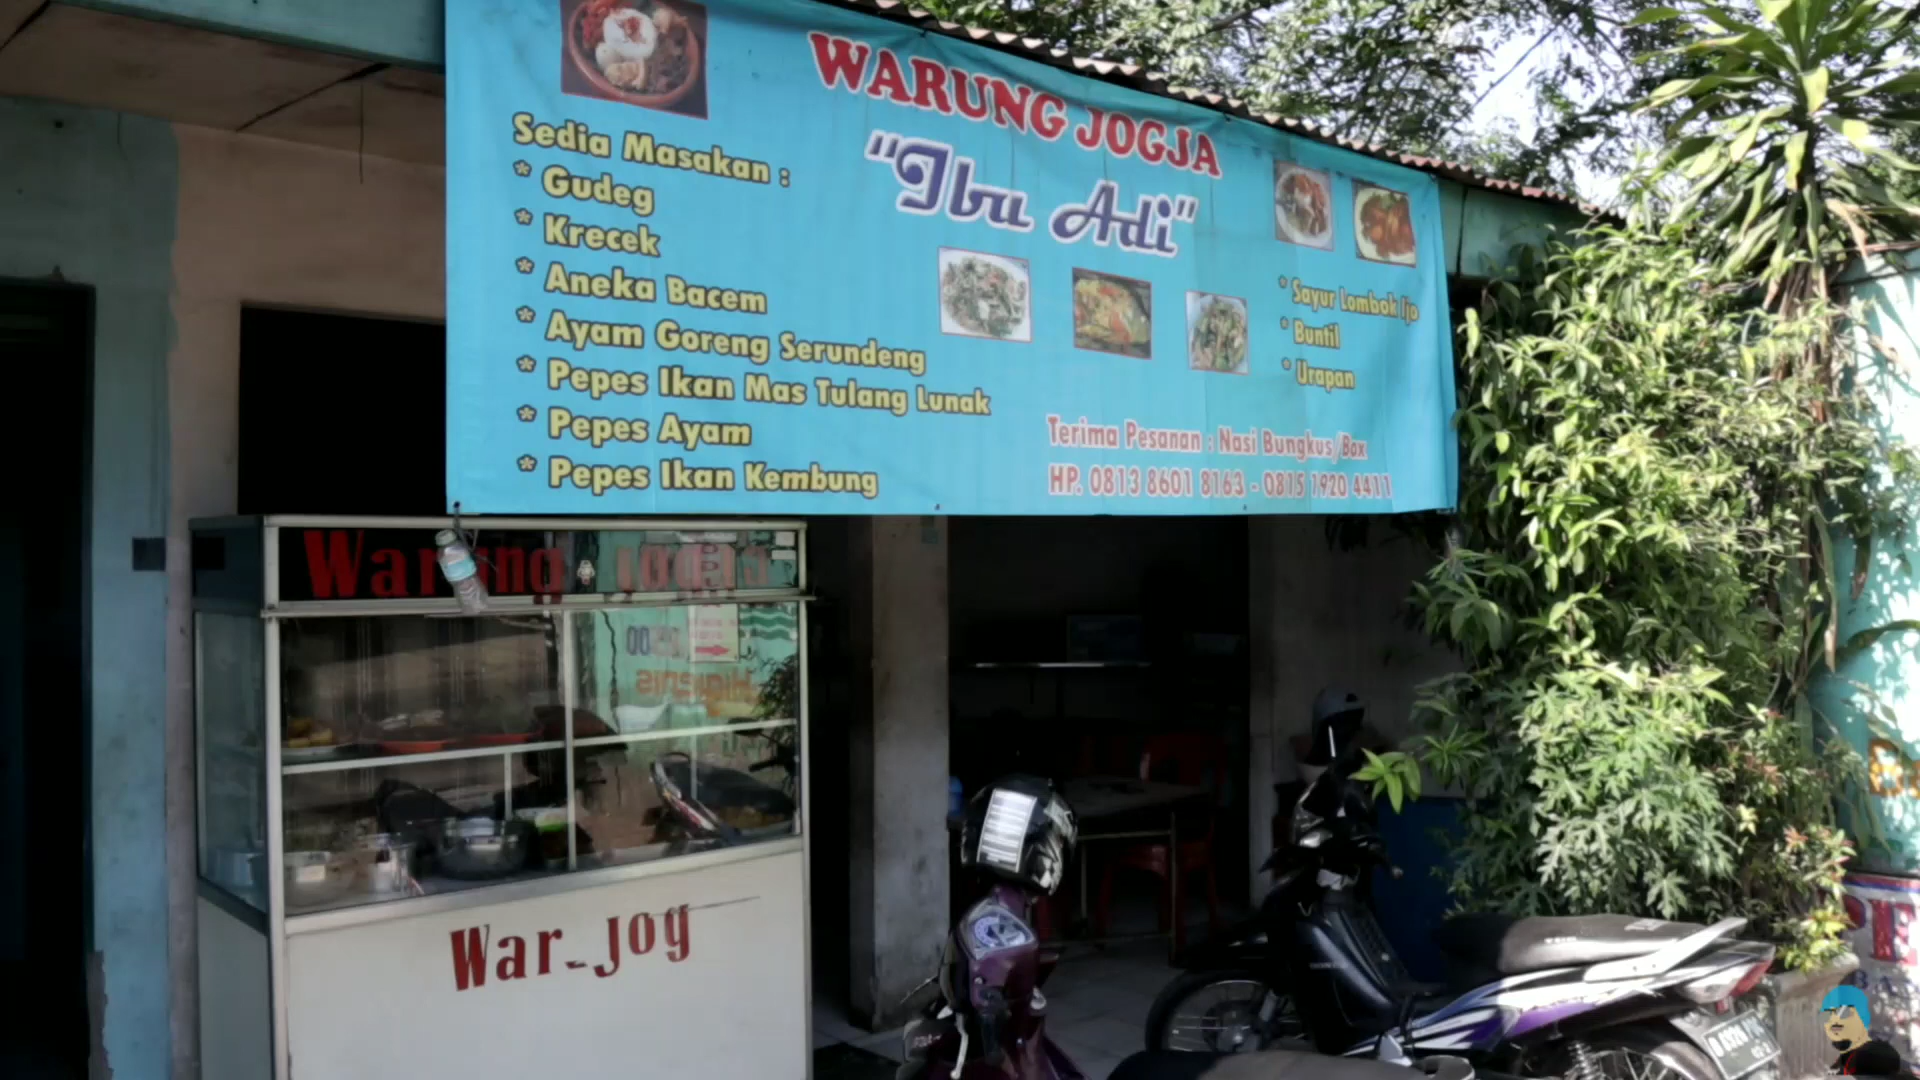 WARUNG JOGJA
"Ibu Adi"
Sedia Masakan :
* Gudeg
* Krecek
* Aneka Bacem
* Ayam Goreng Serundeng
* Pepes Ikan Mas Tulang Lunak
* Pepes Ayam
* Pepes Ikan Kembung
* Sayur Lombok Ijo
* Buntil
* Urapan
Terima Pesanan : Nasi Bungkus/Box
HP. 0813 8601 8163 - 0815 1920 4411
Warung
War-jog